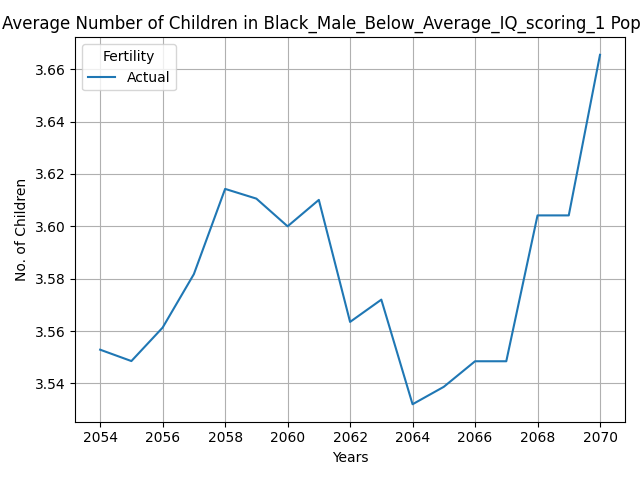 Average Number of Children in Black_Male_Below_Average_IQ_scoring_1 Pop
Fertility
Actual
3.66
3.64
3.62
3.60
3.58
3.56
3.54
No. of Children
2054 2056 2058 2060 2062 2064 2066 2068 2070
Years